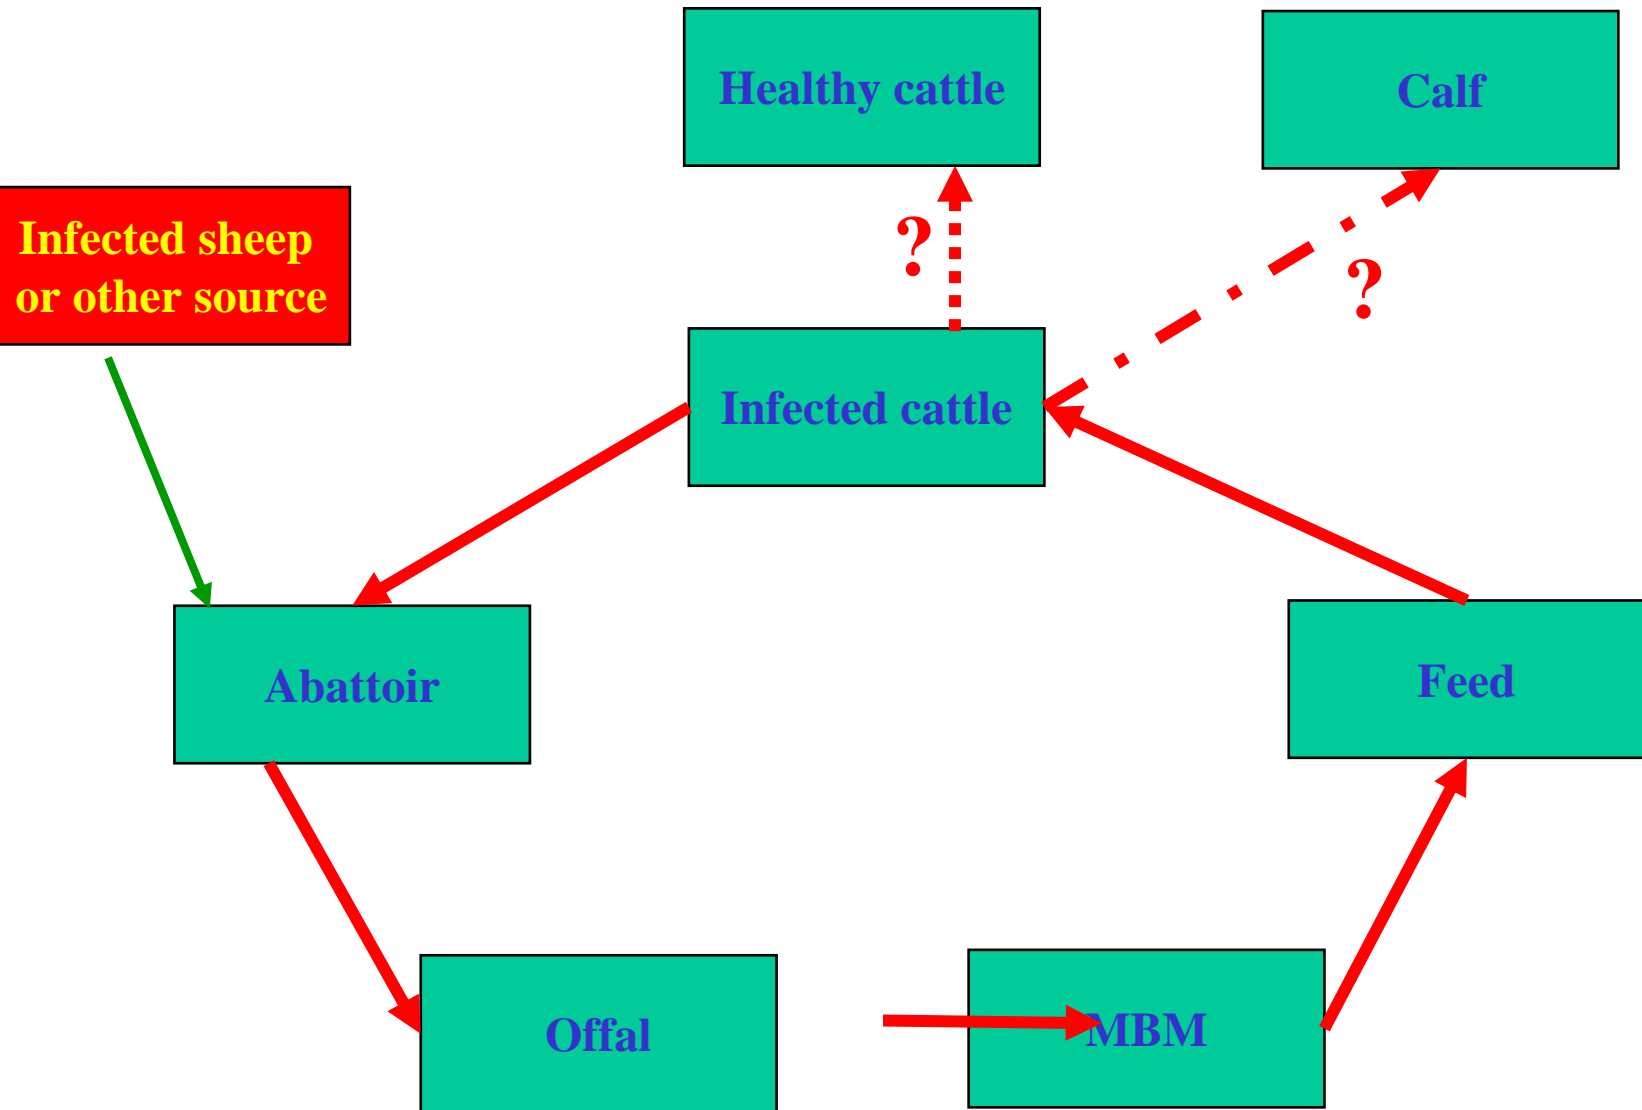 Healthy cattle
Calf
Infected sheep
or other source
?
?
Infected cattle
Abattoir
Feed
Offal
MBM